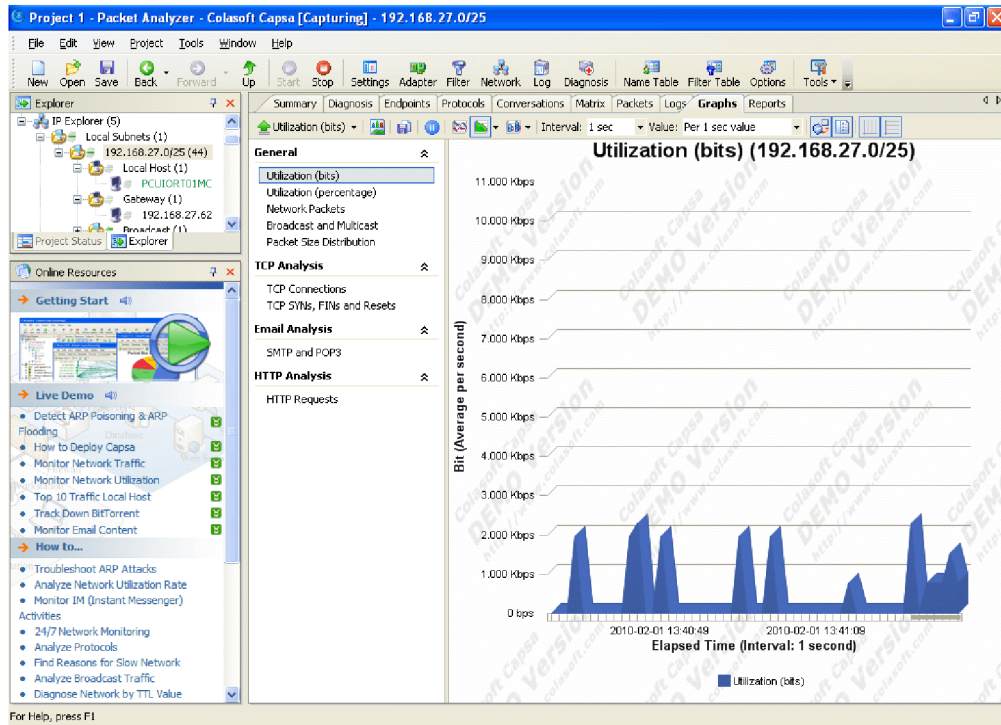 Project 1 - Packet Analyzer - Colasoft Capsa [Capturing] - 192.168.27.0/25
File Edit View Project Tools Window Help
New Open Save Back Forward Up Start Stop Settings Adapter Filter Network Log Diagnosis Name Table Filter Table Options Tools
Explorer
IP Explorer (5)
Local Subnets (1)
192.168.27.0/25 (44)
Local Host (1)
PCUIORT01MC
Gateway (1)
192.168.27.62
Broadcast (1)
Project Status Explorer
Online Resources
Getting Start
Live Demo
Detect ARP Poisoning & ARP
Flooding
How to Deploy Capsa
Monitor Network Traffic
Monitor Network Utilization
Top 10 Traffic Local Host
Track Down BitTorrent
Monitor Email Content
How to...
Troubleshoot ARP Attacks
Analyze Network Utilization Rate
Monitor IM (Instant Messenger)
Activities
24/7 Network Monitoring
Analyze Protocols
Find Reasons for Slow Network
Analyze Broadcast Traffic
Diagnose Network by TTL Value
Summary Diagnosis Endpoints Protocols Conversations Matrix Packets Logs Graphs Reports
Utilization (bits) Interval: 1 sec Value: Per 1 sec value
General
Utilization (bits)
Utilization (percentage)
Network Packets
Broadcast and Multicast
Packet Size Distribution
TCP Analysis
TCP Connections
TCP SYNs, FINs and Resets
Email Analysis
SMTP and POP3
HTTP Analysis
HTTP Requests
Utilization (bits) (192.168.27.0/25)
Bit (Average per second)
11.000 Kbps
10.000 Kbps
9.000 Kbps
8.000 Kbps
7.000 Kbps
6.000 Kbps
5.000 Kbps
4.000 Kbps
3.000 Kbps
2.000 Kbps
1.000 Kbps
0 bps
2010-02-01 13:40:49 2010-02-01 13:41:09
Elapsed Time (Interval: 1 second)
Utilization (bits)
Colasoft Capsa
DEMO Version
http://www.colasoft.com
For Help, press F1